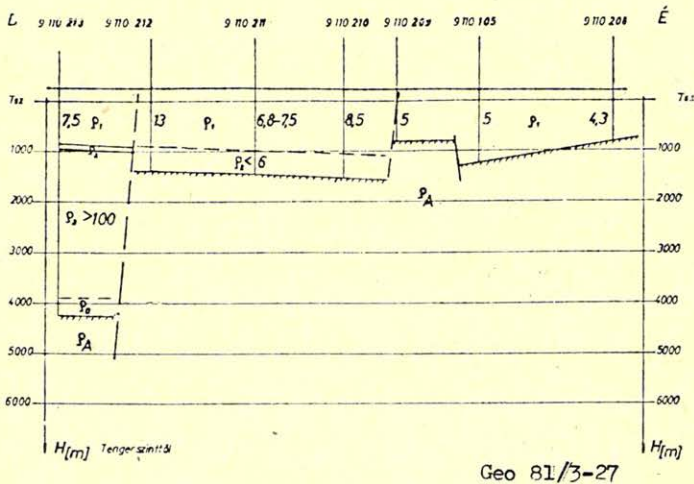 D 9 110 213 9 110 212 9 110 211 9 110 210 9 110 209 9 110 105 9 110 208 É
Tsz 7,5 ρ₁ 13 ρ₁ 6,8-7,5 8,5 5 5 ρ₁ 4,3 Tsz
1000 ρ₂ ρ₂< 6 1000
2000 ρA 2000
ρ₃ >100
3000 3000
4000 4000
5000 ρA 5000
6000 6000
H[m] Tengerszinttől H[m]
Geo 81/3-27